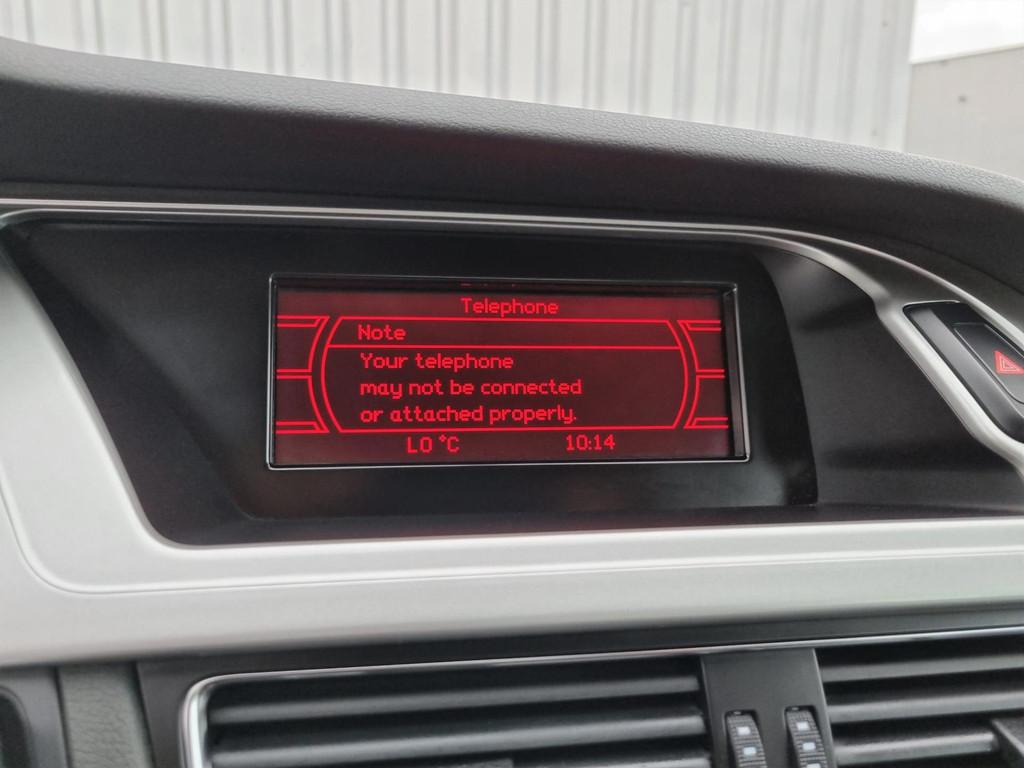 Telephone
Note
Your telephone
may not be connected
or attached properly.
LO °C 10:14